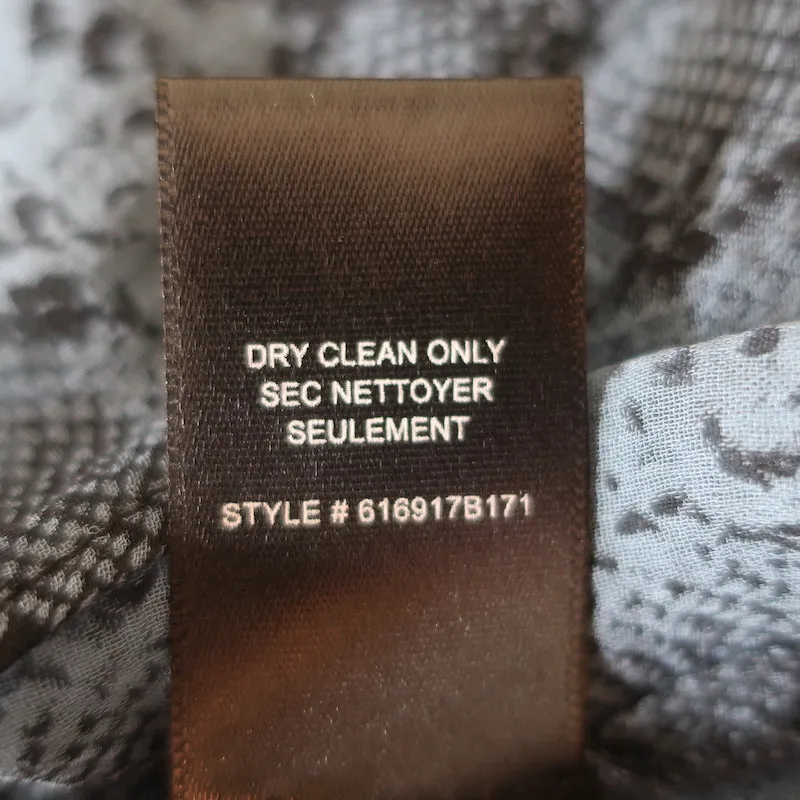 DRY CLEAN ONLY
SEC NETTOYER
SEULEMENT
STYLE # 616917B171